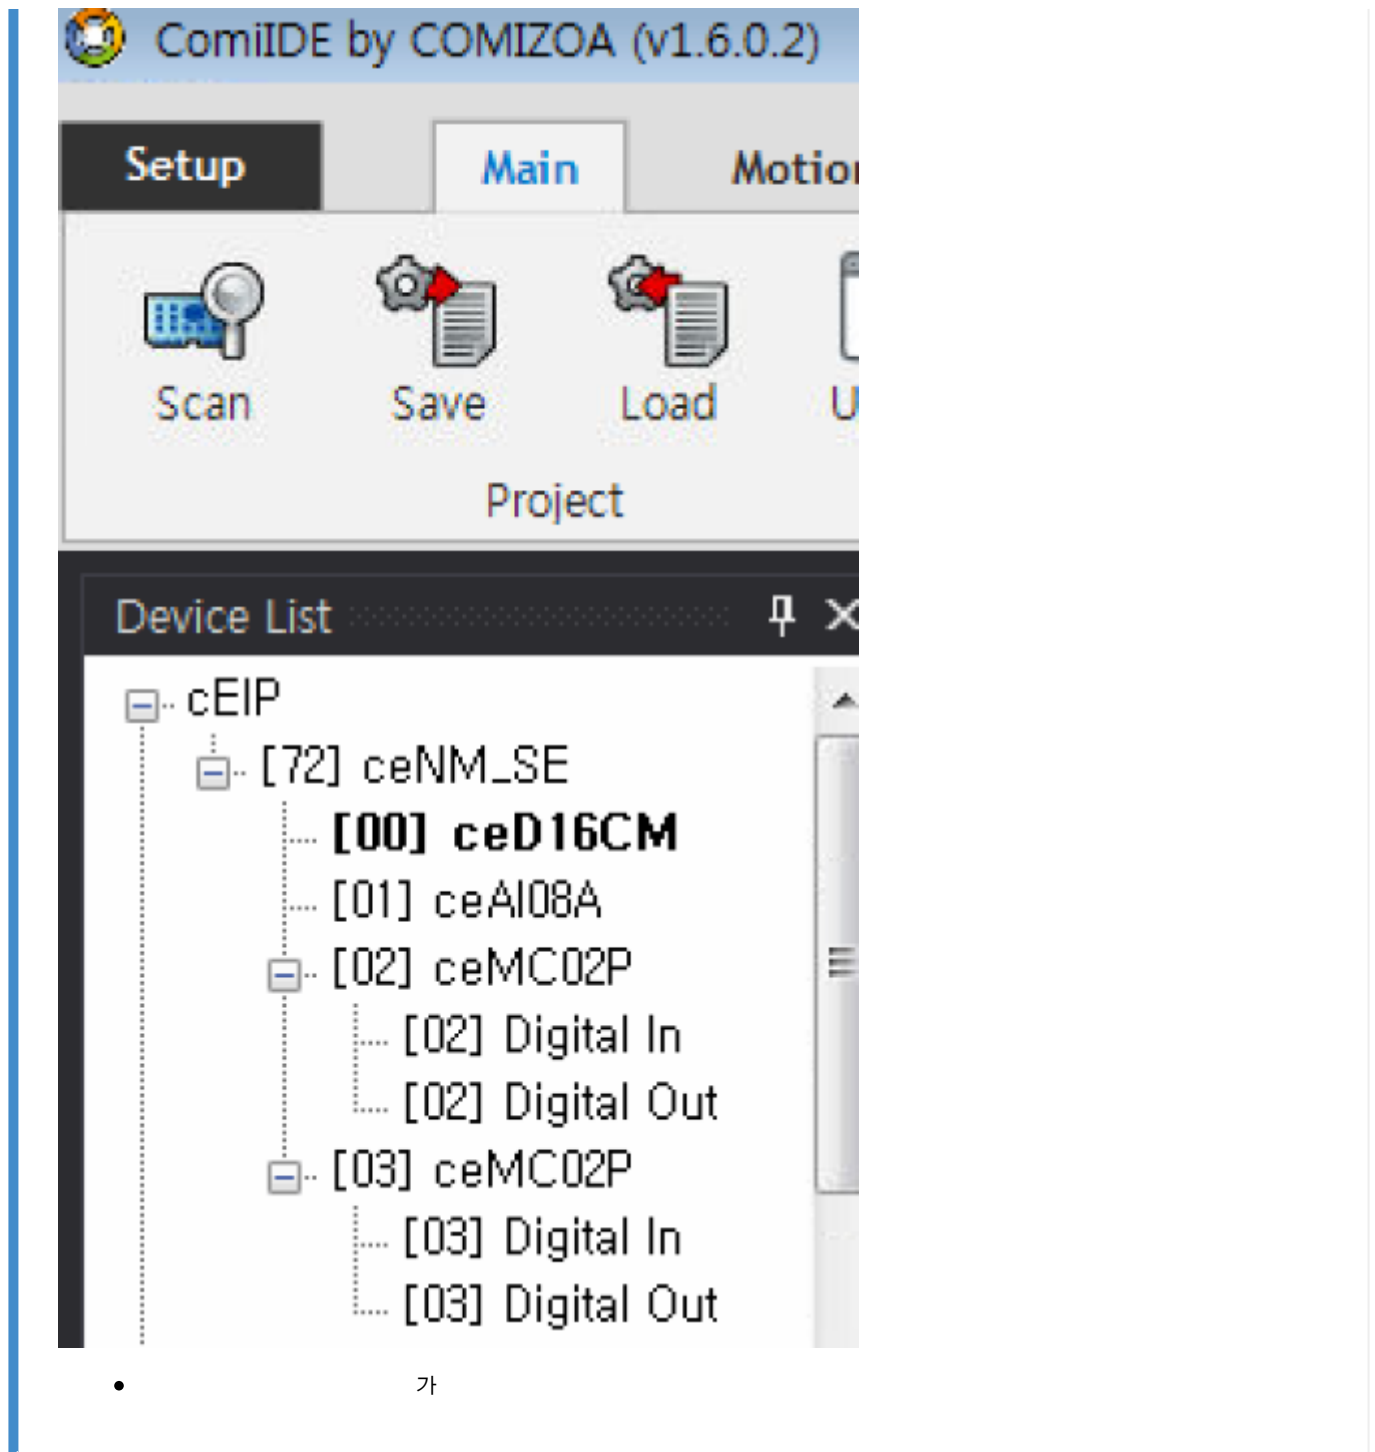 ComiIDE by COMIZOA (v1.6.0.2)
Setup Main Motion
Scan Save Load U
Project
Device List
cEIP
[72] ceNM_SE
[00] ceD16CM
[01] ceAI08A
[02] ceMC02P
[02] Digital In
[02] Digital Out
[03] ceMC02P
[03] Digital In
[03] Digital Out
• 가